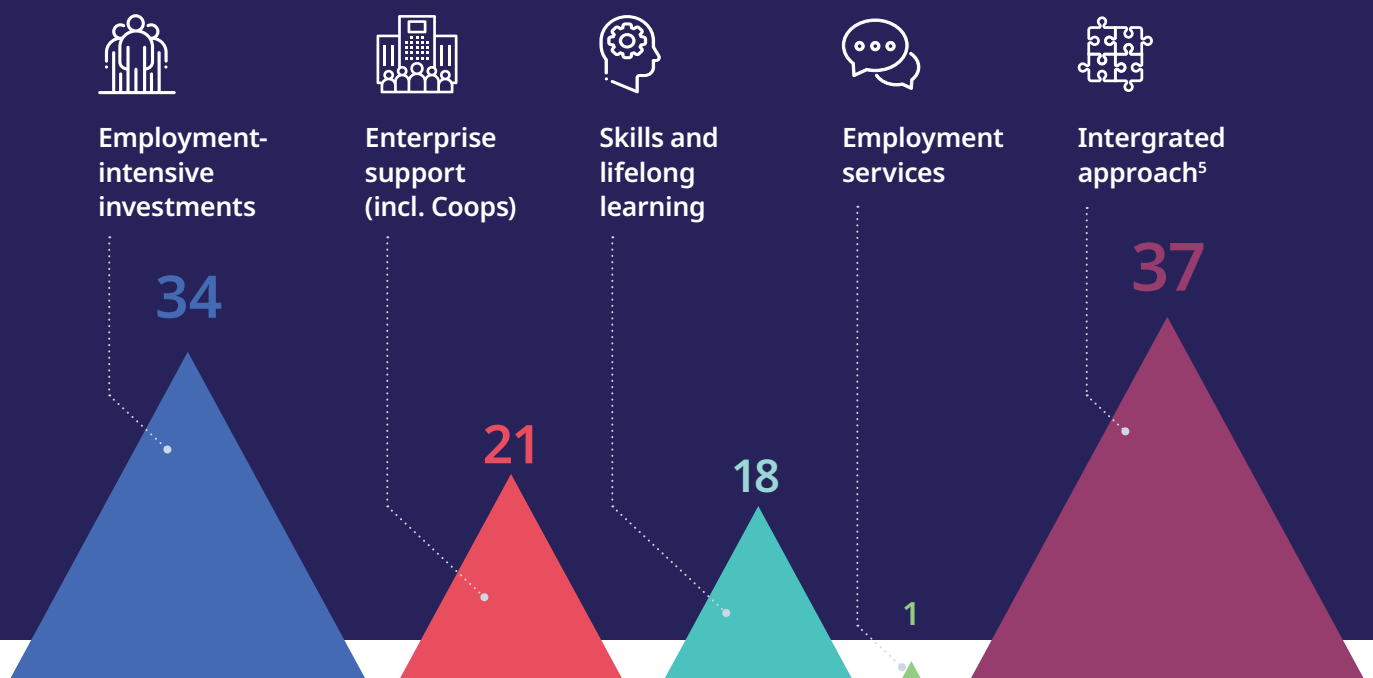 Employment-
intensive
investments
Enterprise
support
(incl. Coops)
Skills and
lifelong
learning
Employment
services
Intergrated
approach⁵
34
21
18
1
37